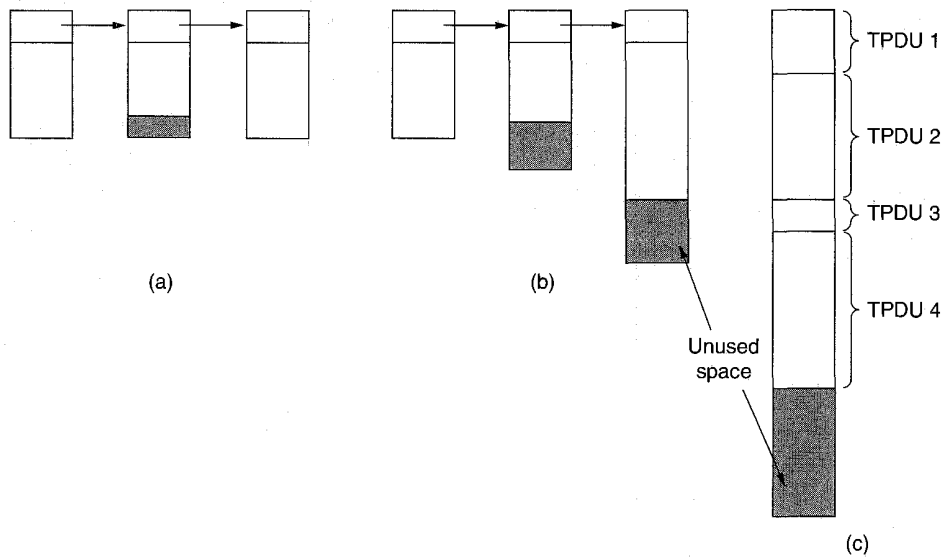 TPDU 1
TPDU 2
TPDU 3
TPDU 4
(a)
(b)
Unused
space
(c)